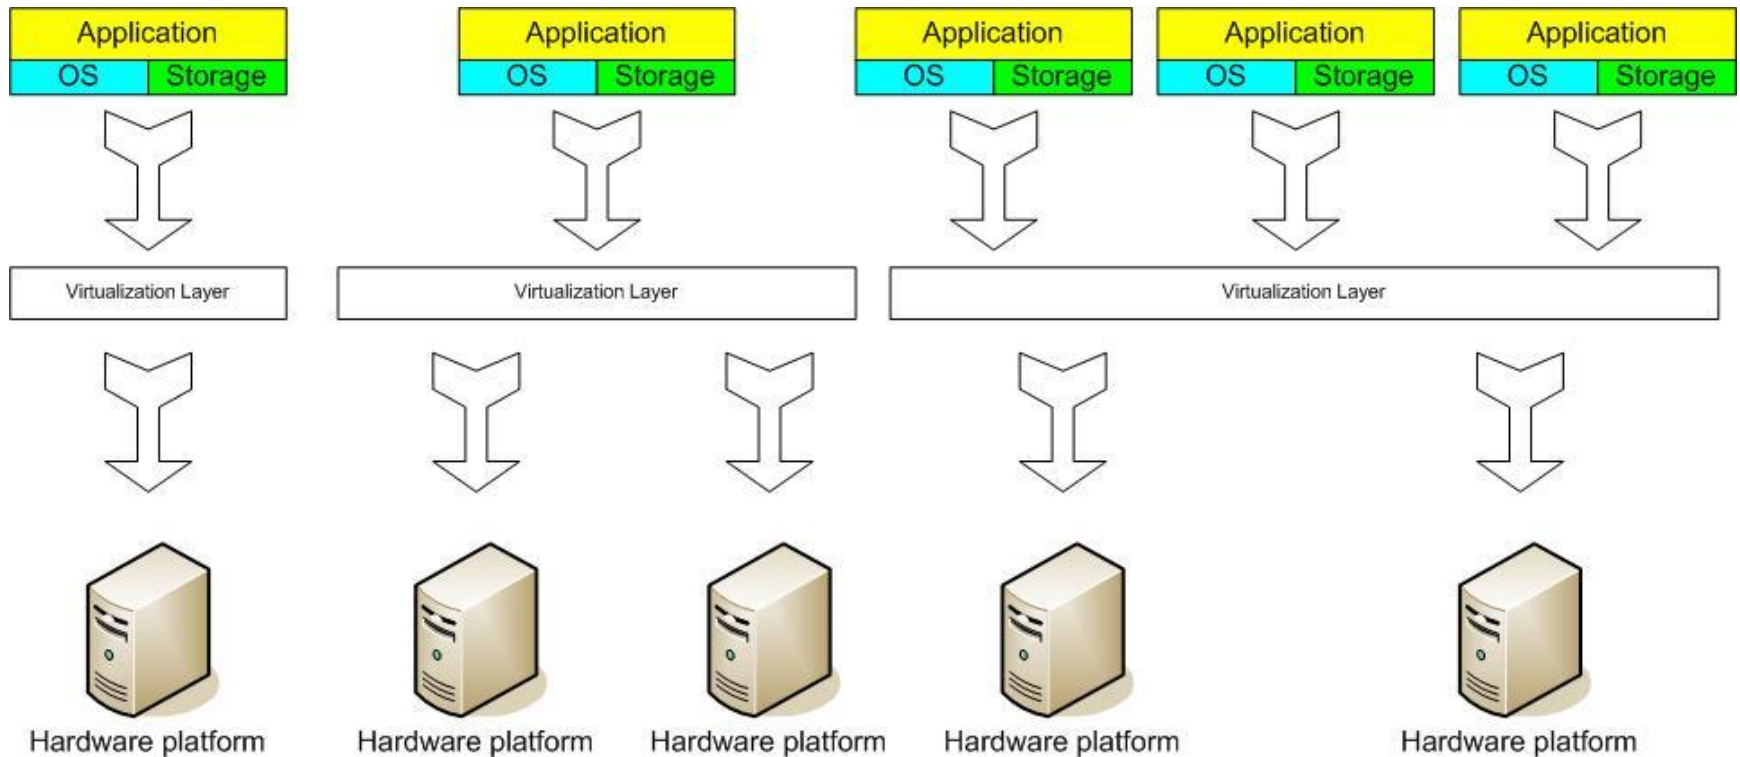 Application Application Application Application Application
OS Storage OS Storage OS Storage OS Storage OS Storage
Virtualization Layer Virtualization Layer Virtualization Layer
Hardware platform Hardware platform Hardware platform Hardware platform Hardware platform